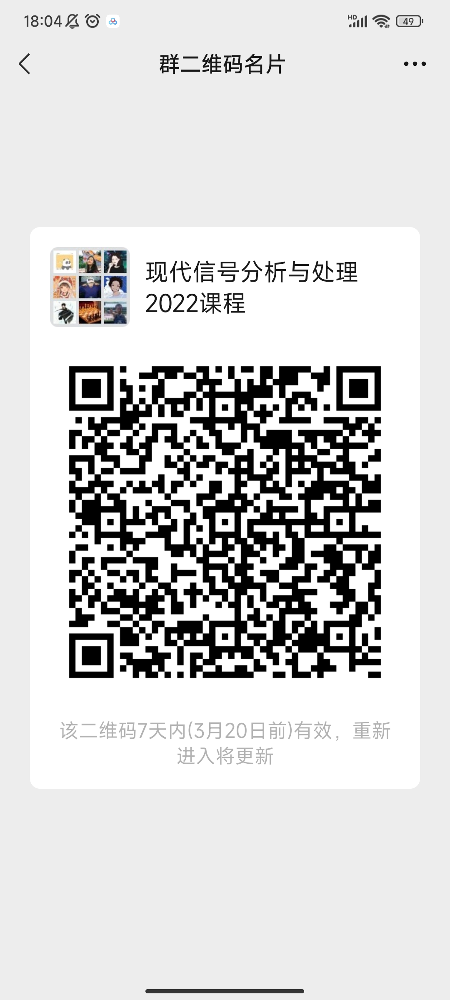 18:04
HD
49
群二维码名片
现代信号分析与处理
2022课程
该二维码7天内(3月20日前)有效，重新
进入将更新